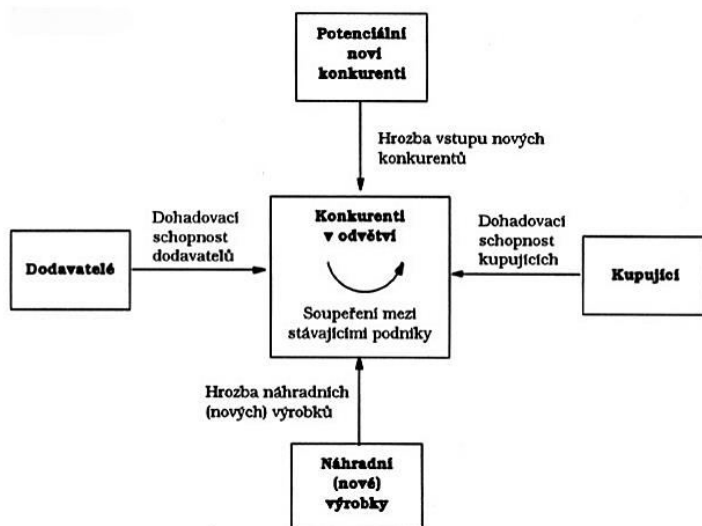 Potenciální
noví
konkurenti
Hrozba vstupu nových
konkurentů
Dodavatelé
Dohadovací
schopnost
dodavatelů
Konkurenti
v odvětví
Soupeření mezi
stávajícími podniky
Dohadovací
schopnost
kupujících
Kupující
Hrozba náhradních
(nových) výrobků
Náhradní
(nové)
výrobky